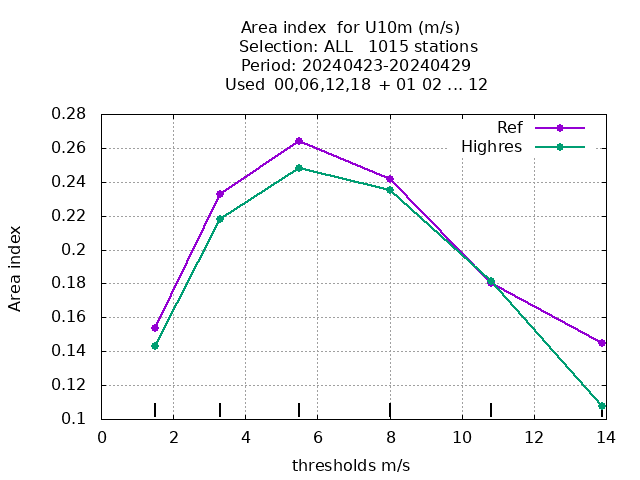 Area index  for U10m (m/s)
Selection: ALL   1015 stations
Period: 20240423-20240429
Used  00,06,12,18 + 01 02 ... 12
Ref
Highres
0.28
0.26
0.24
0.22
0.2
0.18
0.16
0.14
0.12
0.1
Area index
0 2 4 6 8 10 12 14
thresholds m/s